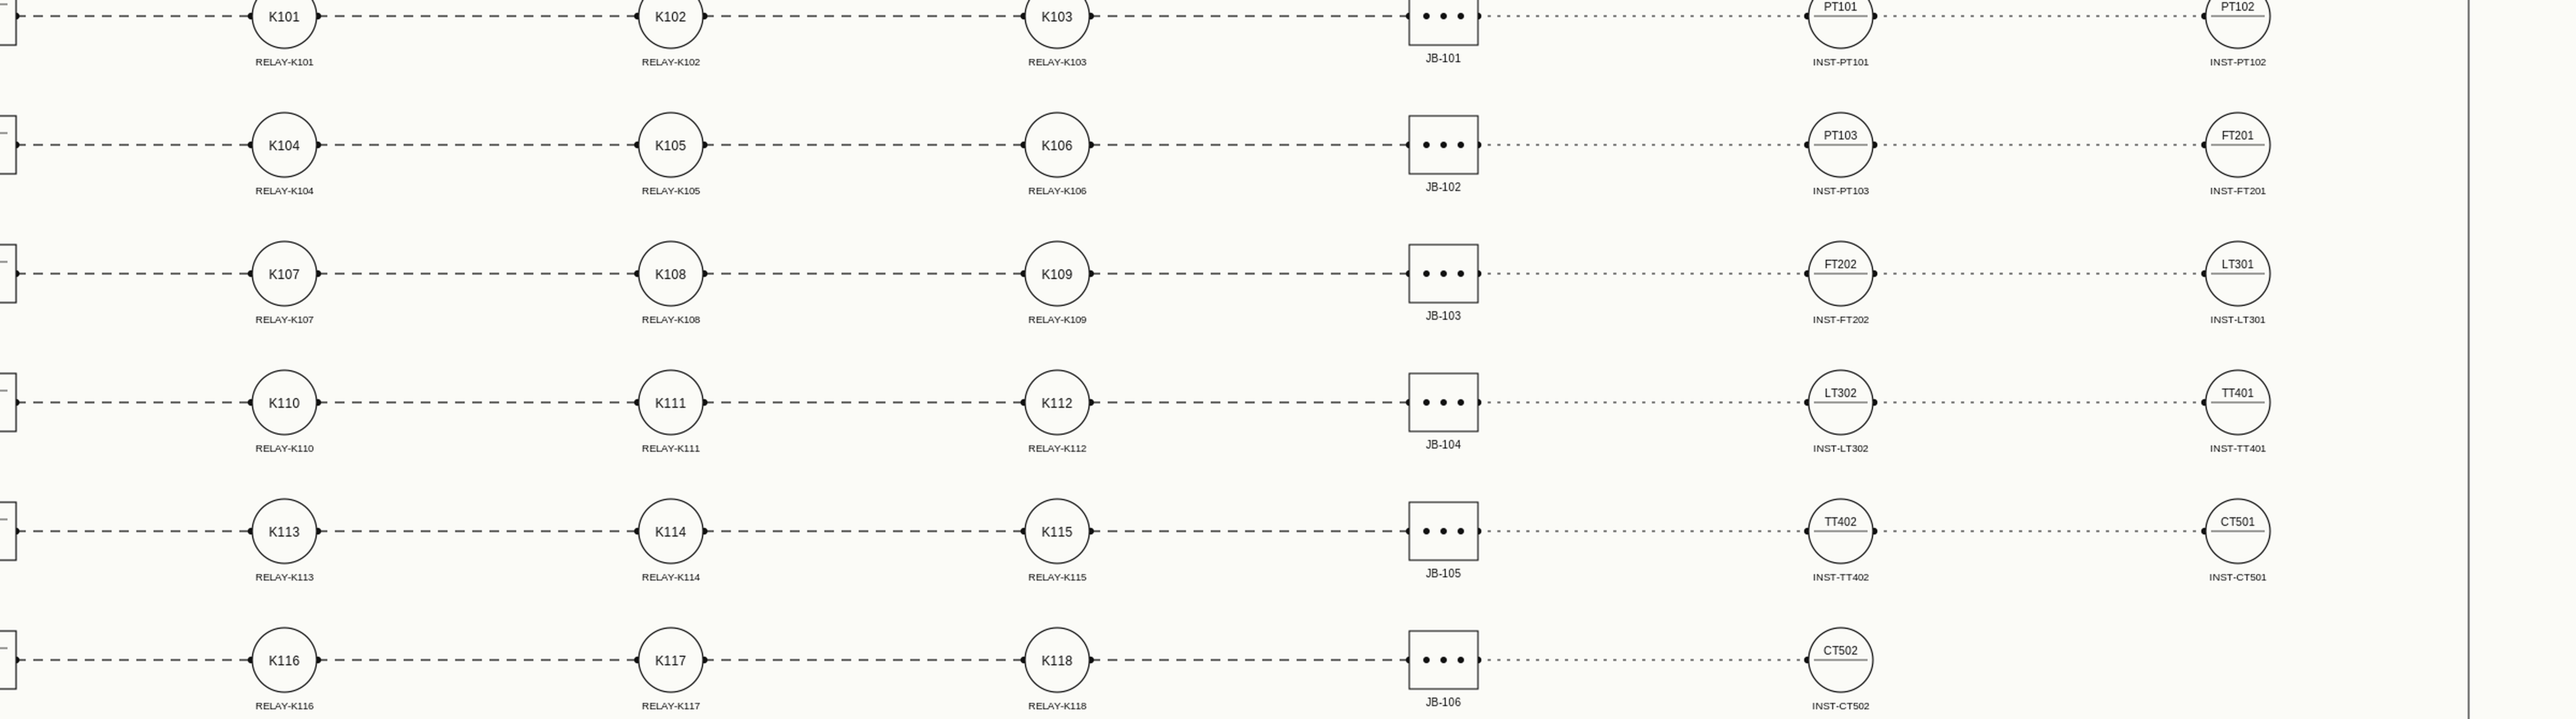 K101 K102 K103 PT101 PT102
RELAY-K101 RELAY-K102 RELAY-K103 JB-101 INST-PT101 INST-PT102
K104 K105 K106 PT103 FT201
RELAY-K104 RELAY-K105 RELAY-K106 JB-102 INST-PT103 INST-FT201
K107 K108 K109 FT202 LT301
RELAY-K107 RELAY-K108 RELAY-K109 JB-103 INST-FT202 INST-LT301
K110 K111 K112 LT302 TT401
RELAY-K110 RELAY-K111 RELAY-K112 JB-104 INST-LT302 INST-TT401
K113 K114 K115 TT402 CT501
RELAY-K113 RELAY-K114 RELAY-K115 JB-105 INST-TT402 INST-CT501
K116 K117 K118 CT502
RELAY-K116 RELAY-K117 RELAY-K118 JB-106 INST-CT502